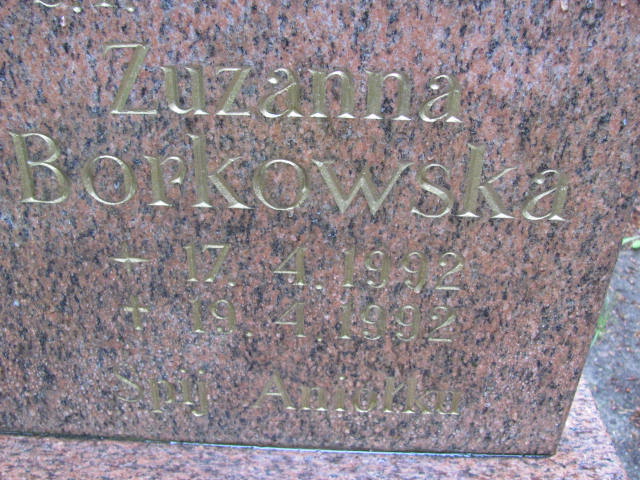 Zuzanna
Borkowska
17. 4. 1992
✝ 19. 4. 1992
Śpij Aniołku